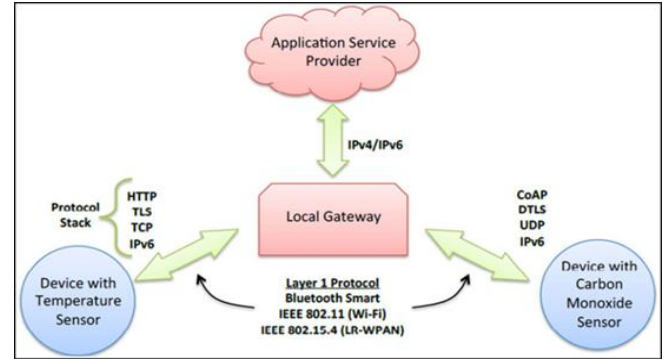 Application Service
Provider
IPv4/IPv6
Protocol
Stack
HTTP
TLS
TCP
IPv6
Local Gateway
CoAP
DTLS
UDP
IPv6
Device with
Temperature
Sensor
Layer 1 Protocol
Bluetooth Smart
IEEE 802.11 (Wi-Fi)
IEEE 802.15.4 (LR-WPAN)
Device with
Carbon
Monoxide
Sensor